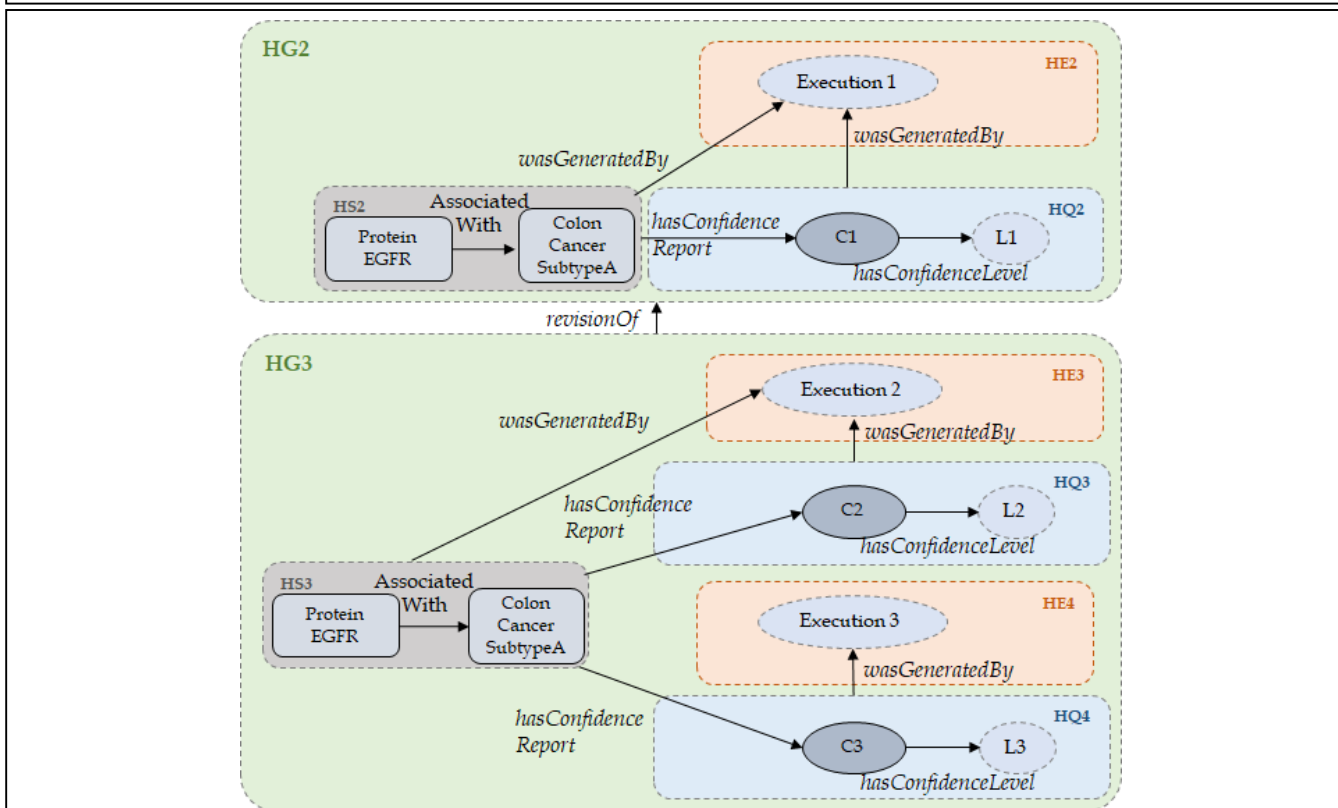 HG2
HE2
Execution 1
wasGeneratedBy
wasGeneratedBy
HS2
Associated
With
Protein
EGFR
Colon
Cancer
SubtypeA
hasConfidence
Report
HQ2
C1
L1
hasConfidenceLevel
revisionOf
HG3
HE3
Execution 2
wasGeneratedBy
wasGeneratedBy
HQ3
hasConfidence
Report
C2
L2
hasConfidenceLevel
HS3
Associated
With
Protein
EGFR
Colon
Cancer
SubtypeA
HE4
Execution 3
wasGeneratedBy
HQ4
hasConfidence
Report
C3
L3
hasConfidenceLevel